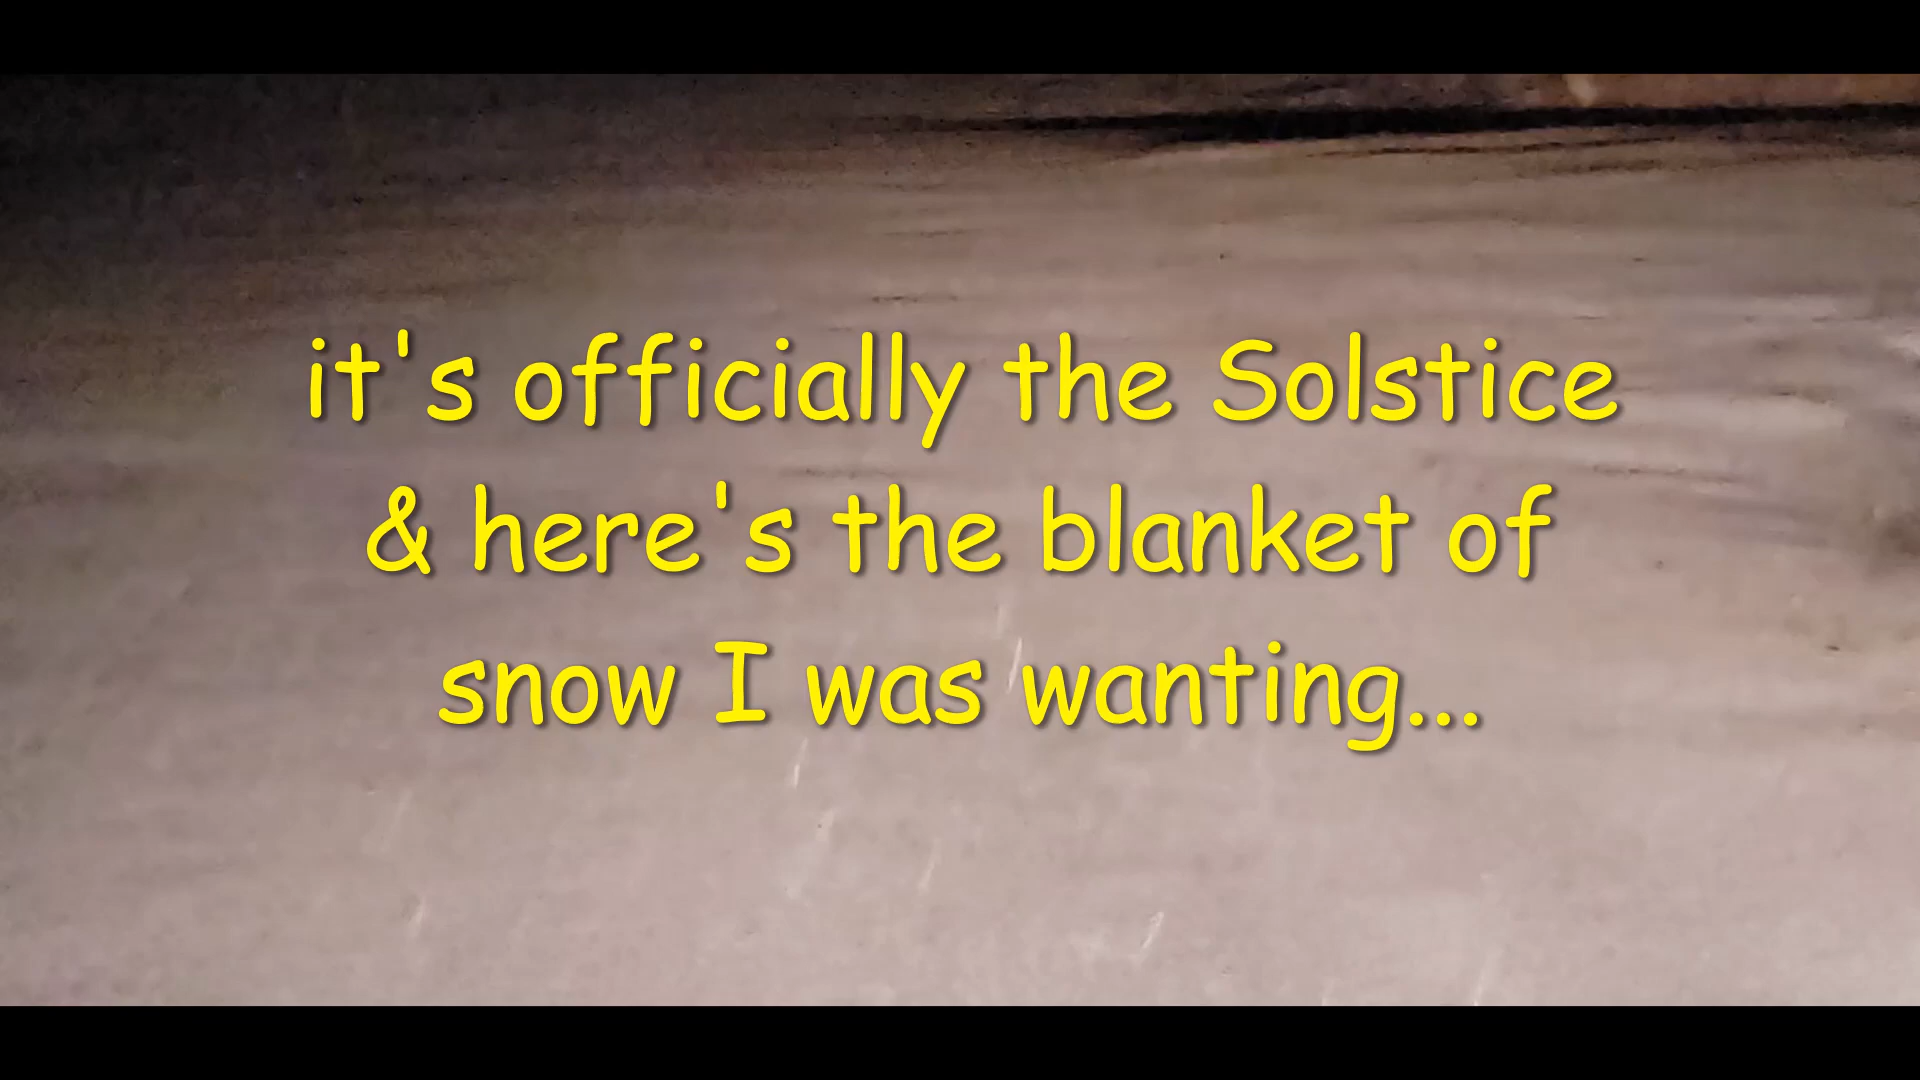 it's officially the Solstice
& here's the blanket of
snow I was wanting...